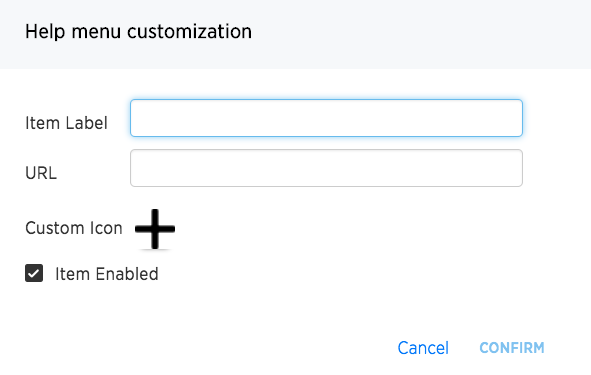 Help menu customization
Item Label
URL
Custom Icon
Item Enabled
Cancel CONFIRM